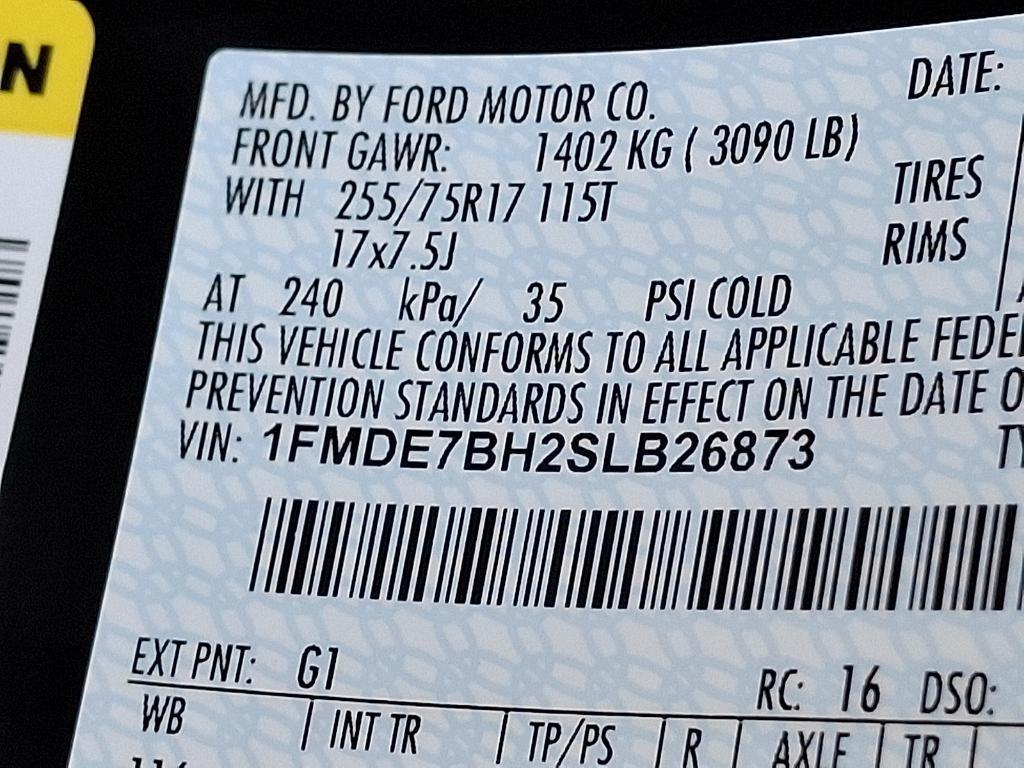 N
DATE:
MFD. BY FORD MOTOR CO.
FRONT GAWR: 1402 KG ( 3090 LB)
WITH 255/75R17 115T TIRES
17x7.5J RIMS
AT 240 kPa/ 35 PSI COLD
THIS VEHICLE CONFORMS TO ALL APPLICABLE FEDE
PREVENTION STANDARDS IN EFFECT ON THE DATE O
VIN: 1FMDE7BH2SLB26873 TY
EXT PNT: G1 RC: 16 DSO:
WB INT TR TP/PS R AXLE TR